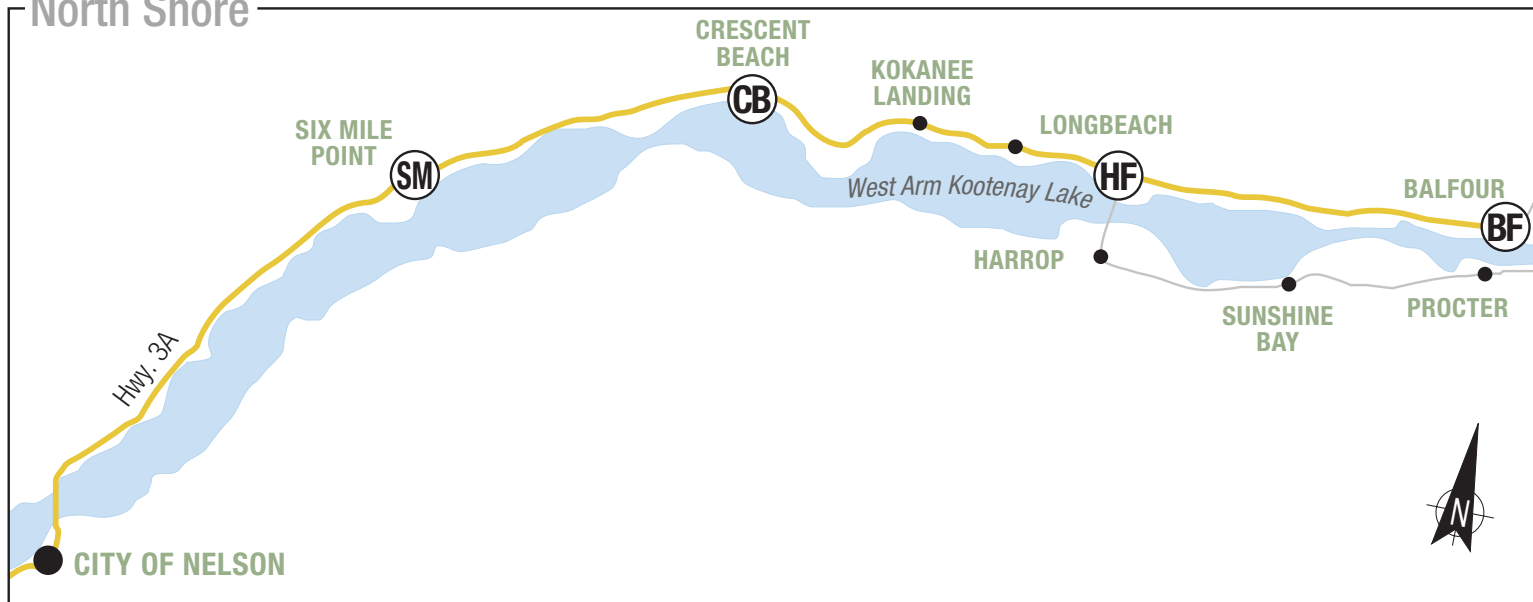 North Shore
CRESCENT
BEACH
CB
KOKANEE
LANDING
SIX MILE
POINT
SM
LONGBEACH
HF
West Arm Kootenay Lake
BALFOUR
BF
HARROP
SUNSHINE
BAY
PROCTER
Hwy. 3A
N
CITY OF NELSON